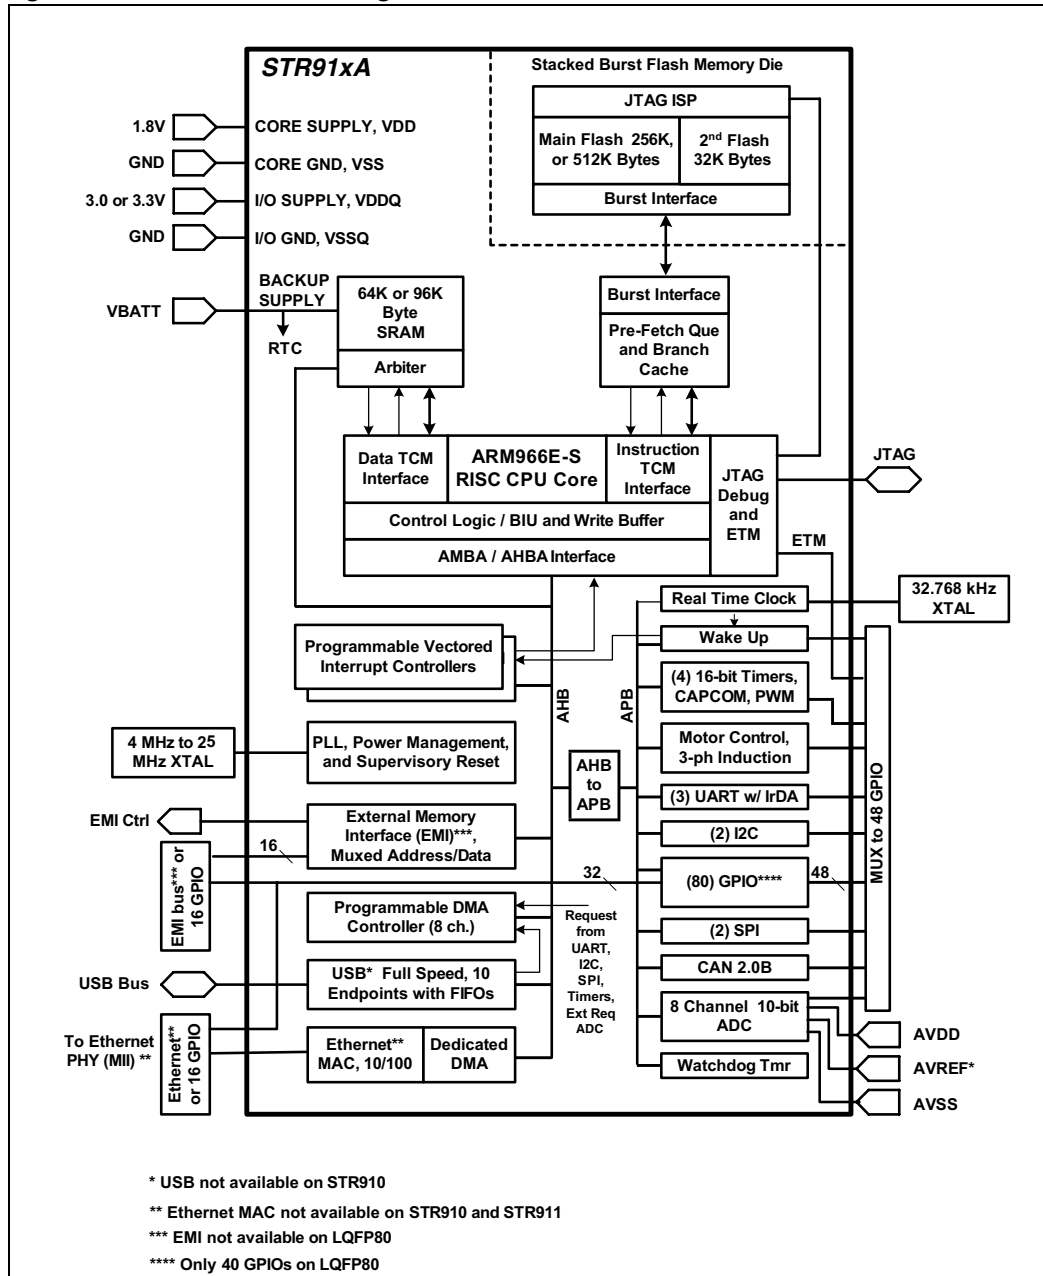 STR91xA
Stacked Burst Flash Memory Die
JTAG ISP
Main Flash 256K,
or 512K Bytes
2nd Flash
32K Bytes
Burst Interface
1.8V
CORE SUPPLY, VDD
GND
CORE GND, VSS
3.0 or 3.3V
I/O SUPPLY, VDDQ
GND
I/O GND, VSSQ
BACKUP
SUPPLY
VBATT
RTC
64K or 96K
Byte
SRAM
Arbiter
Burst Interface
Pre-Fetch Que
and Branch
Cache
Data TCM
Interface
ARM966E-S
RISC CPU Core
Instruction
TCM
Interface
JTAG
Debug
and
ETM
JTAG
Control Logic / BIU and Write Buffer
AMBA / AHBA Interface
ETM
Real Time Clock
32.768 kHz
XTAL
Wake Up
Programmable Vectored
Interrupt Controllers
(4) 16-bit Timers,
CAPCOM, PWM
AHB
APB
4 MHz to 25
MHz XTAL
PLL, Power Management,
and Supervisory Reset
Motor Control,
3-ph Induction
AHB
to
APB
(3) UART w/ IrDA
MUX to 48 GPIO
EMI Ctrl
External Memory
Interface (EMI)***,
Muxed Address/Data
(2) I2C
16
EMI bus*** or
16 GPIO
32
(80) GPIO****
48
Programmable DMA
Controller (8 ch.)
Request
from
UART,
I2C,
SPI,
Timers,
Ext Req
ADC
(2) SPI
CAN 2.0B
USB Bus
USB* Full Speed, 10
Endpoints with FIFOs
8 Channel 10-bit
ADC
AVDD
To Ethernet
PHY (MII) **
Ethernet**
or 16 GPIO
Ethernet**
MAC, 10/100
Dedicated
DMA
Watchdog Tmr
AVREF*
AVSS
* USB not available on STR910
** Ethernet MAC not available on STR910 and STR911
*** EMI not available on LQFP80
**** Only 40 GPIOs on LQFP80